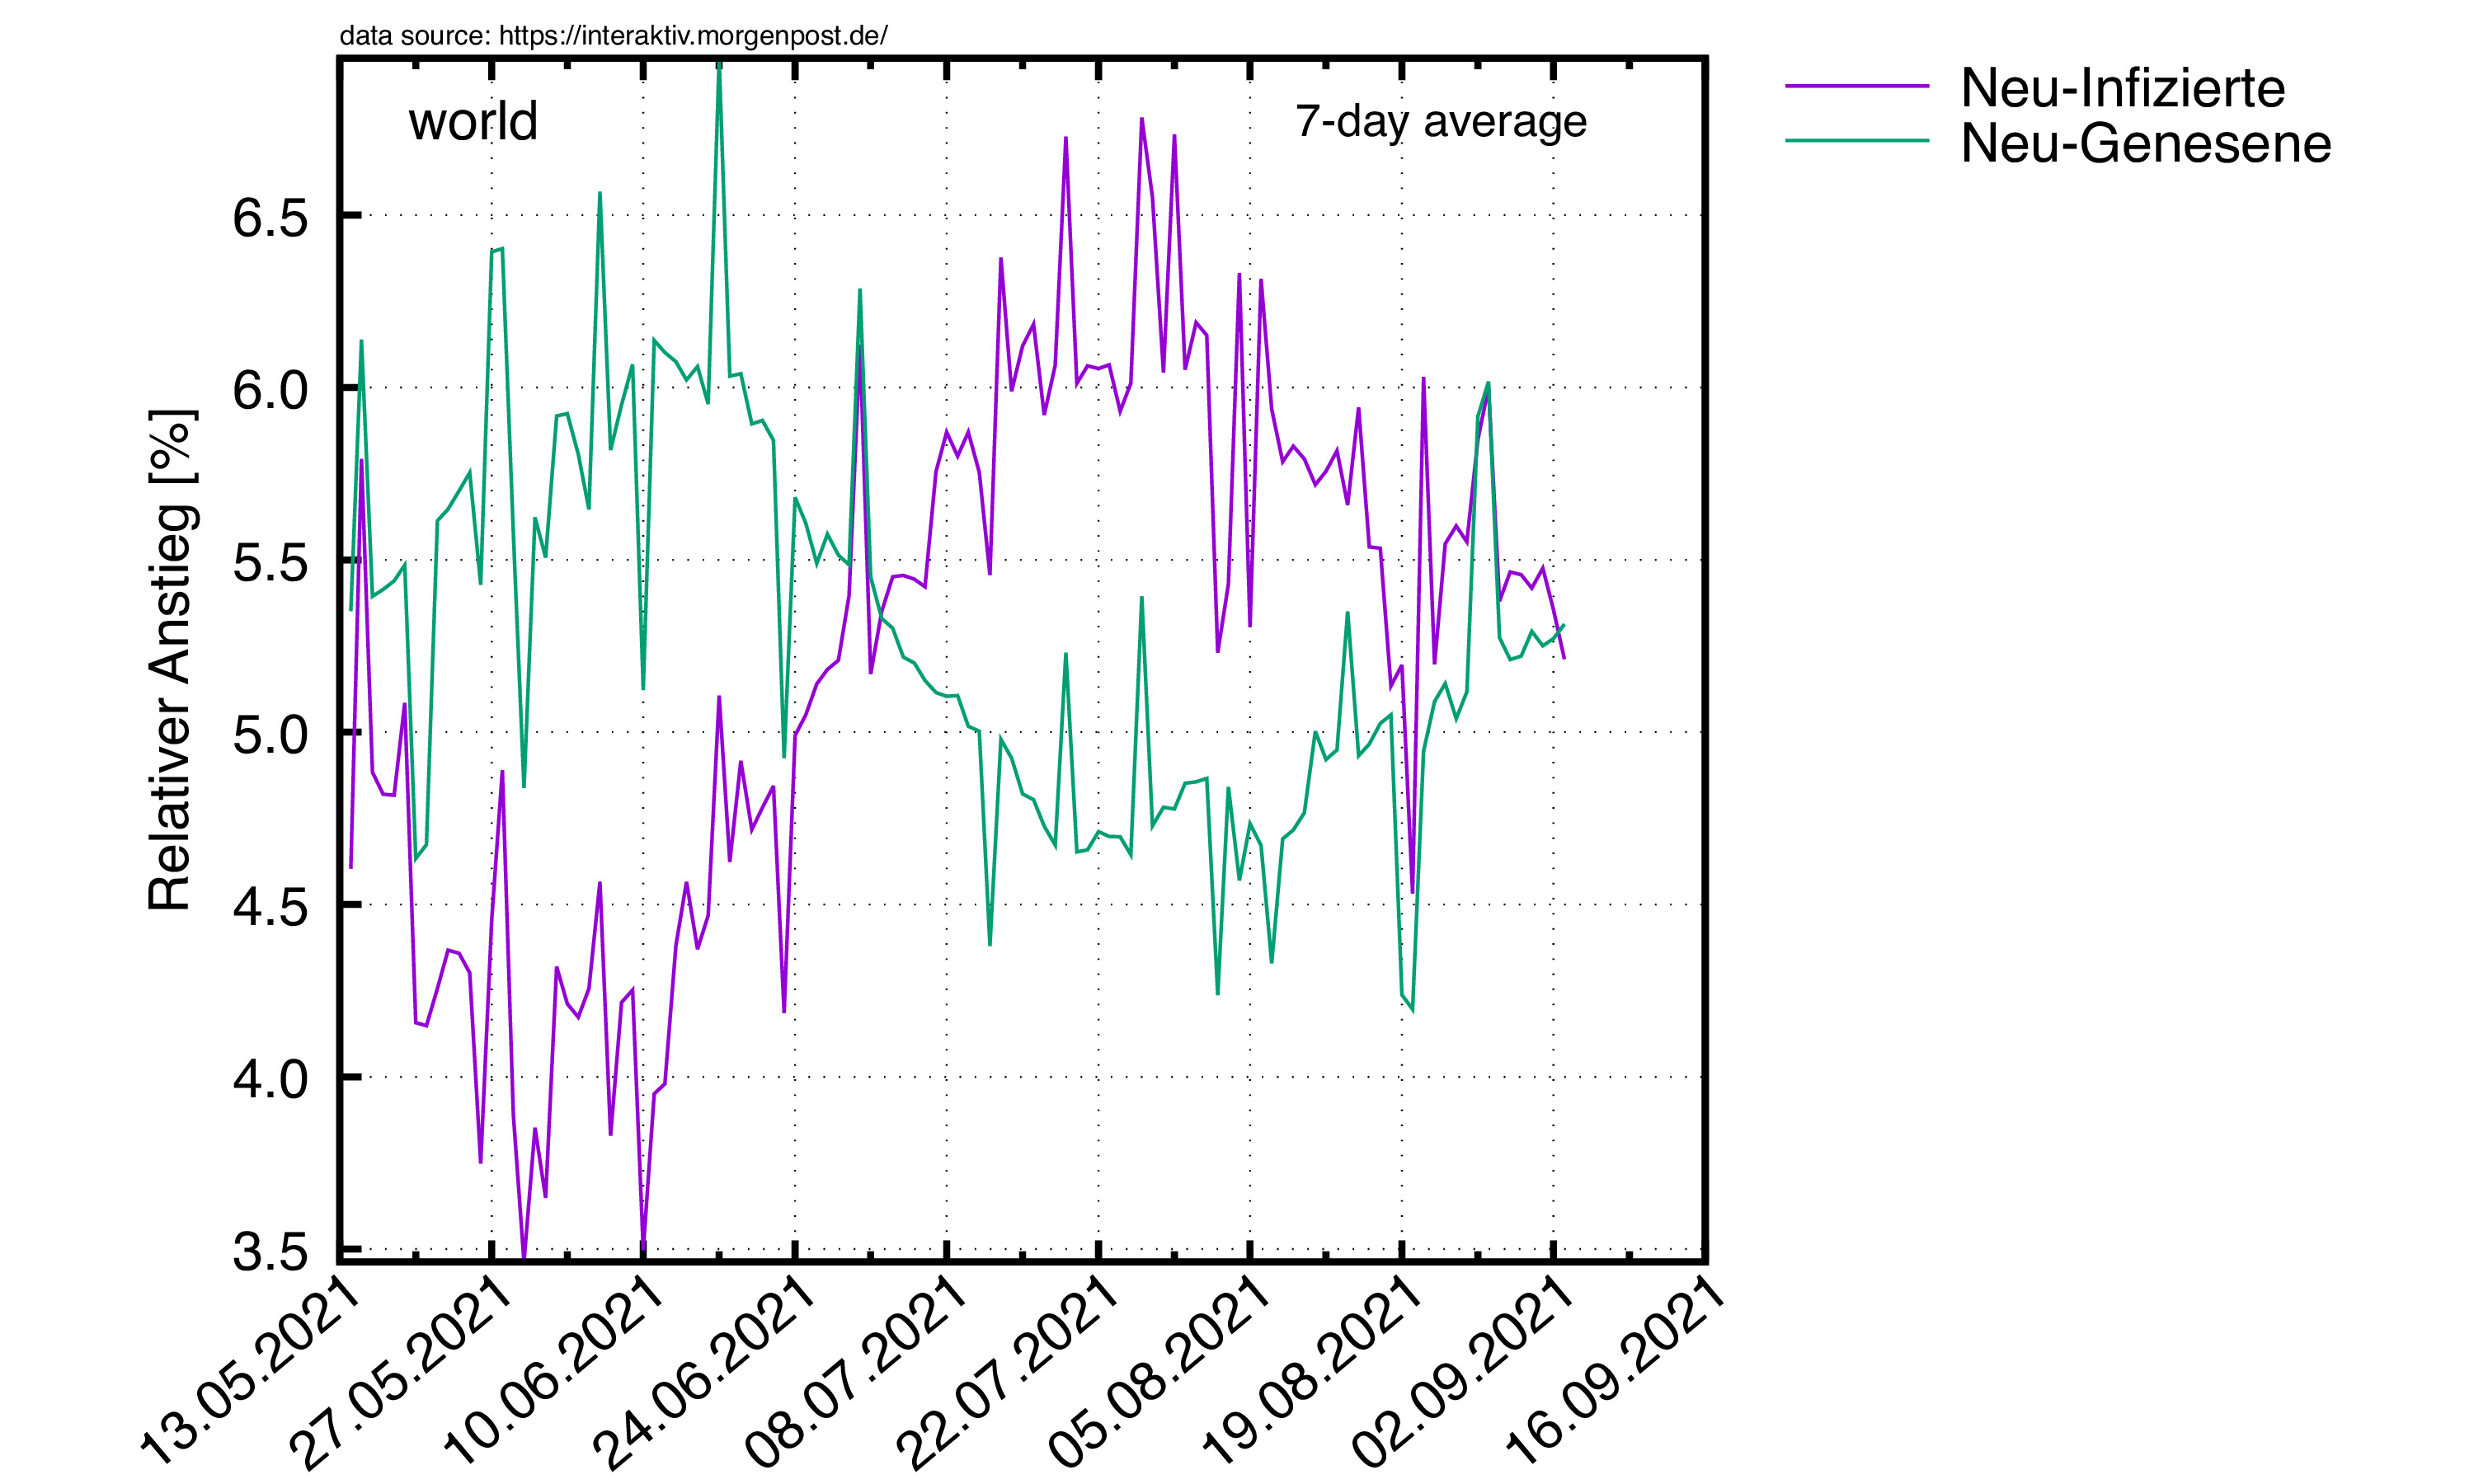 data source: https://interaktiv.morgenpost.de/
world
7-day average
Neu-Infizierte
Neu-Genesene
Relativer Anstieg [%]
6.5
6.0
5.5
5.0
4.5
4.0
3.5
13.05.2021
27.05.2021
10.06.2021
24.06.2021
08.07.2021
22.07.2021
05.08.2021
19.08.2021
02.09.2021
16.09.2021